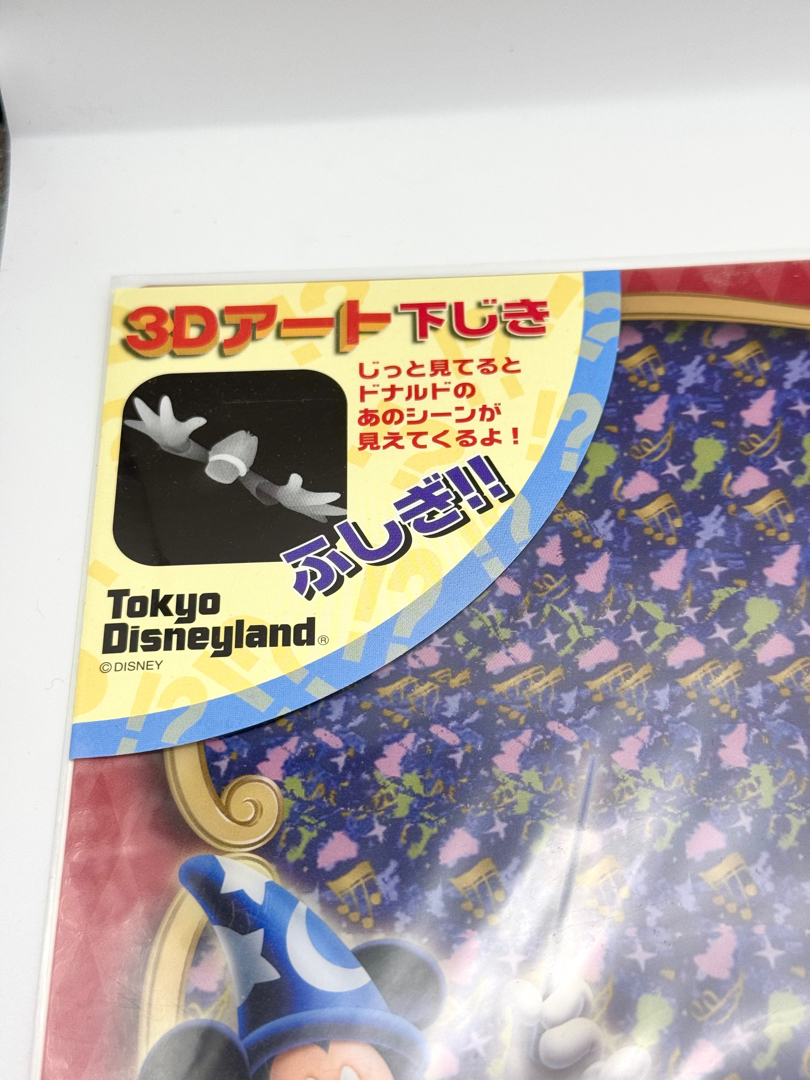 3Dアート下じき
じっと見てると
ドナルドの
あのシーンが
見えてくるよ！
ふしぎ!!
Tokyo
Disneyland®
©DISNEY